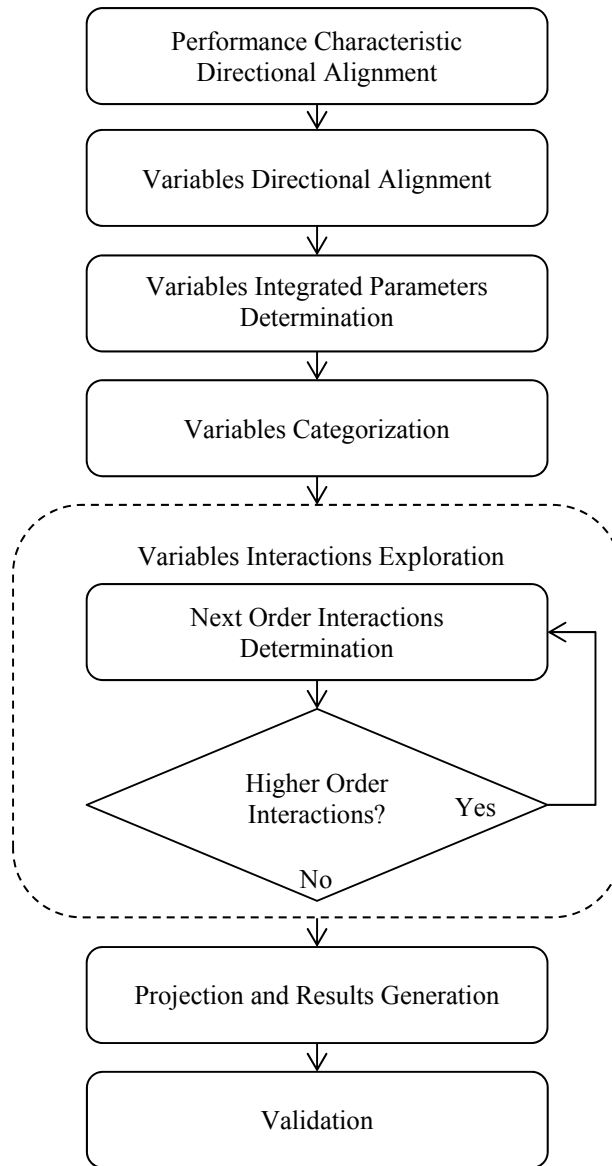 Performance Characteristic
Directional Alignment
Variables Directional Alignment
Variables Integrated Parameters
Determination
Variables Categorization
Variables Interactions Exploration
Next Order Interactions
Determination
Higher Order
Interactions?
Yes
No
Projection and Results Generation
Validation